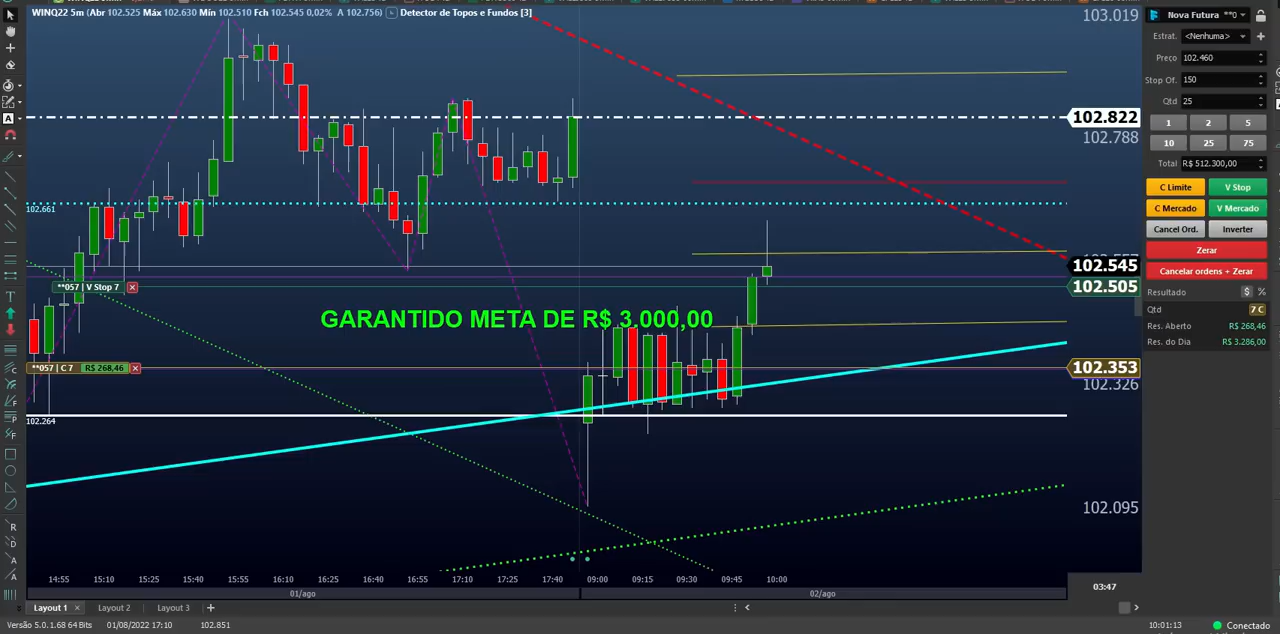 WINQ22 5m (Abr 102.525 Máx 102.630 Mín 102.510 Fch 102.545 0,02% A 102.756) Detector de Topos e Fundos [3]
103.019
102.822
102.788
102.661
102.545
**057 | V Stop 7
102.505
GARANTIDO META DE R$ 3.000,00
**057 | C 7 R$ 268,46
102.353
102.326
102.264
102.095
14:55 15:10 15:25 15:40 15:55 16:10 16:25 16:40 16:55 17:10 17:25 17:40 09:00 09:15 09:30 09:45 10:00
01/ago 02/ago
03:47
Layout 1 Layout 2 Layout 3
Versão 5.0.1.68 64 Bits 01/08/2022 17:10 102.851
Nova Futura **0
Estrat. <Nenhuma>
Preço 102.460
Stop Of. 150
Qtd 25
1 2 5
10 25 75
Total R$ 512.300,00
C Limite V Stop
C Mercado V Mercado
Cancel Ord. Inverter
Zerar
Cancelar ordens + Zerar
Resultado $ %
Qtd 7 C
Res. Aberto R$ 268,46
Res. do Dia R$ 3.286,00
10:01:13 Conectado